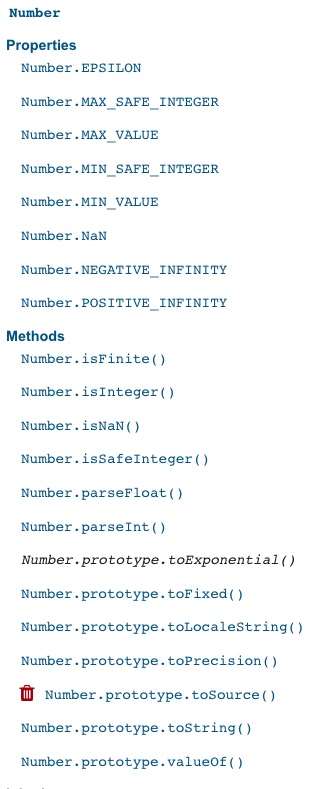 Number
Properties
Number.EPSILON
Number.MAX_SAFE_INTEGER
Number.MAX_VALUE
Number.MIN_SAFE_INTEGER
Number.MIN_VALUE
Number.NaN
Number.NEGATIVE_INFINITY
Number.POSITIVE_INFINITY
Methods
Number.isFinite()
Number.isInteger()
Number.isNaN()
Number.isSafeInteger()
Number.parseFloat()
Number.parseInt()
Number.prototype.toExponential()
Number.prototype.toFixed()
Number.prototype.toLocaleString()
Number.prototype.toPrecision()
Number.prototype.toSource()
Number.prototype.toString()
Number.prototype.valueOf()